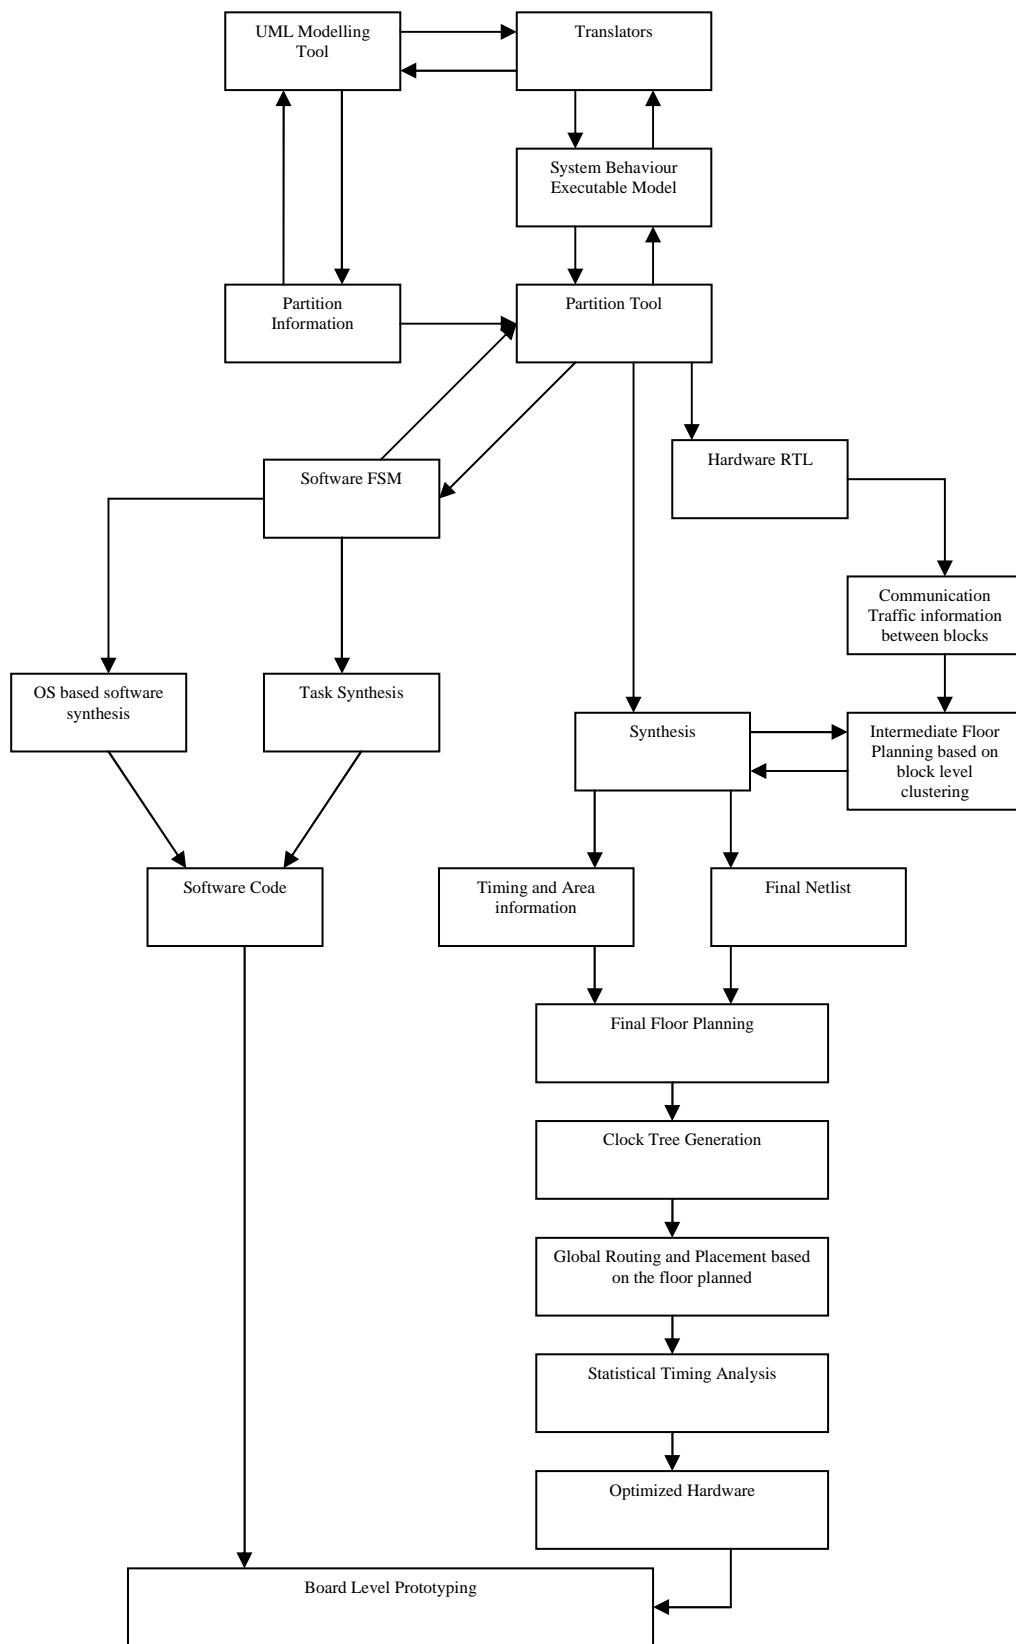 UML Modelling
Tool
Translators
System Behaviour
Executable Model
Partition
Information
Partition Tool
Software FSM
Hardware RTL
Communication
Traffic information
between blocks
OS based software
synthesis
Task Synthesis
Synthesis
Intermediate Floor
Planning based on
block level
clustering
Software Code
Timing and Area
information
Final Netlist
Final Floor Planning
Clock Tree Generation
Global Routing and Placement based
on the floor planned
Statistical Timing Analysis
Optimized Hardware
Board Level Prototyping